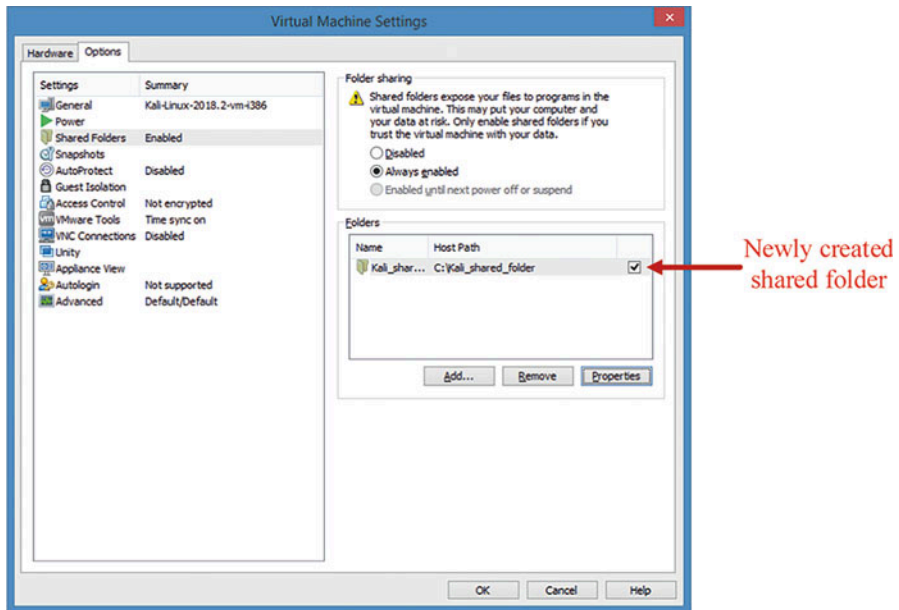 Virtual Machine Settings
Hardware Options
Settings Summary
General Kali-Linux-2018.2-vm-i386
Power
Shared Folders Enabled
Snapshots
AutoProtect Disabled
Guest Isolation
Access Control Not encrypted
VMware Tools Time sync on
VNC Connections Disabled
Unity
Appliance View
Autologin Not supported
Advanced Default/Default
Folder sharing
Shared folders expose your files to programs in the
virtual machine. This may put your computer and
your data at risk. Only enable shared folders if you
trust the virtual machine with your data.
Disabled
Always enabled
Enabled until next power off or suspend
Folders
Name Host Path
Kali_shar... C:\Kali_shared_folder
Add... Remove Properties
OK Cancel Help
Newly created
shared folder